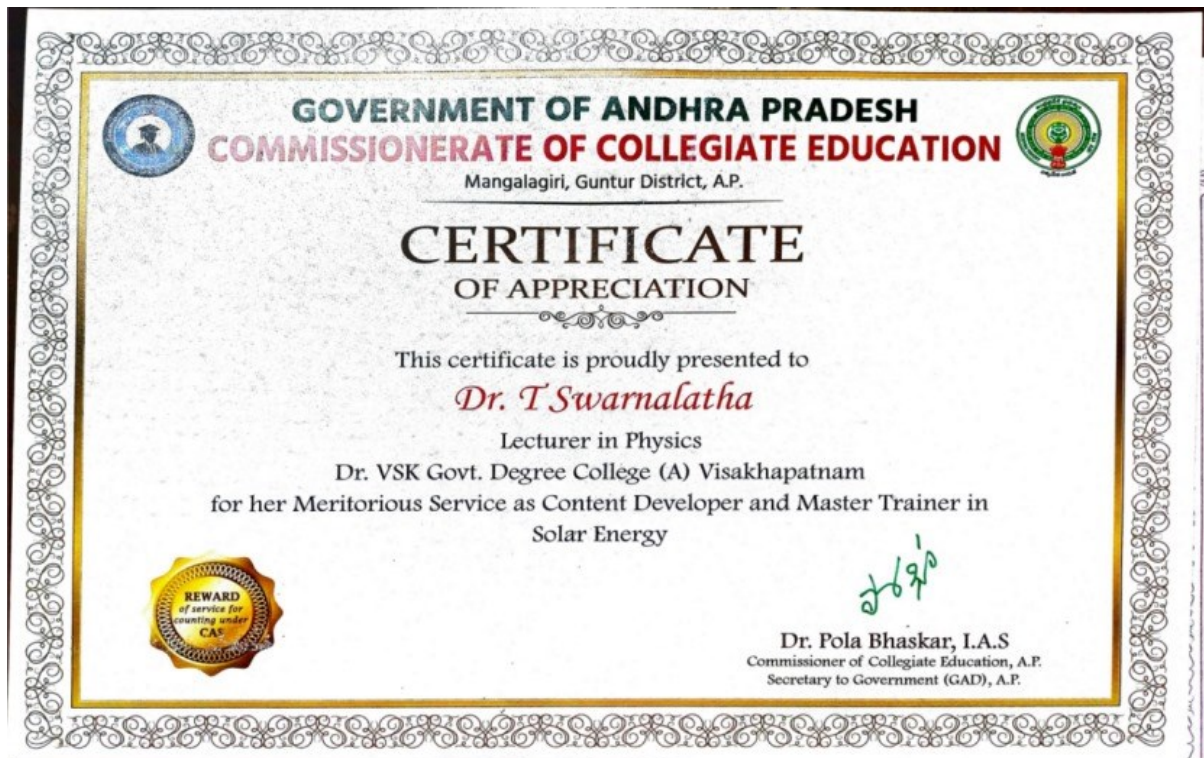 GOVERNMENT OF ANDHRA PRADESH
COMMISSIONERATE OF COLLEGIATE EDUCATION
Mangalagiri, Guntur District, A.P.
CERTIFICATE
OF APPRECIATION
This certificate is proudly presented to
Dr. T Swarnalatha
Lecturer in Physics
Dr. VSK Govt. Degree College (A) Visakhapatnam
for her Meritorious Service as Content Developer and Master Trainer in
Solar Energy
REWARD
of service for
counting under
CAS
Dr. Pola Bhaskar, I.A.S
Commissioner of Collegiate Education, A.P.
Secretary to Government (GAD), A.P.